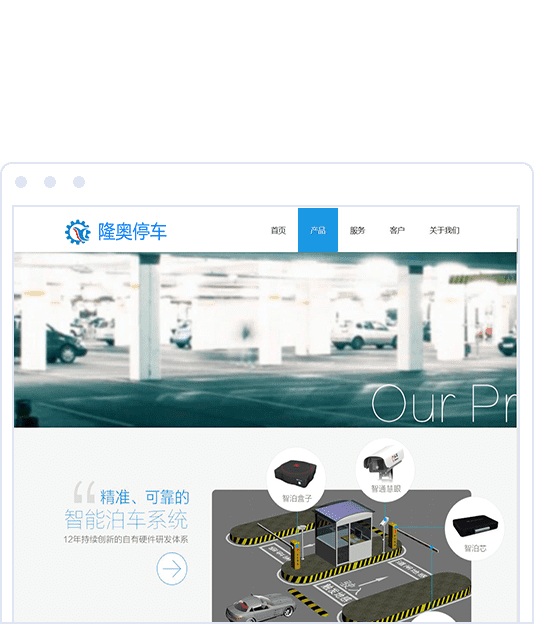 隆奥停车
首页 产品 服务 客户 关于我们
Our Pr
精准、可靠的
智能泊车系统
12年持续创新的自有硬件研发体系
智泊盒子
智通慧眼
智泊芯